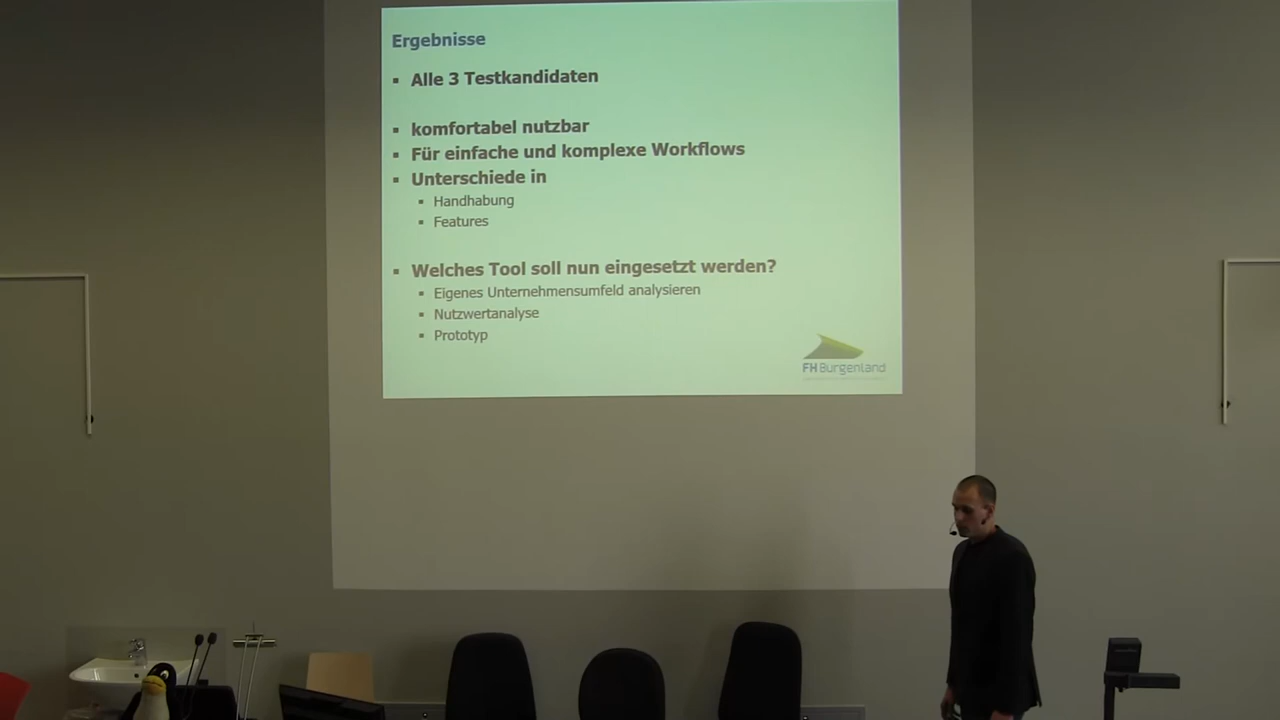 Ergebnisse
Alle 3 Testkandidaten
komfortabel nutzbar
Für einfache und komplexe Workflows
Unterschiede in
Handhabung
Features
Welches Tool soll nun eingesetzt werden?
Eigenes Unternehmensumfeld analysieren
Nutzwertanalyse
Prototyp
FH Burgenland